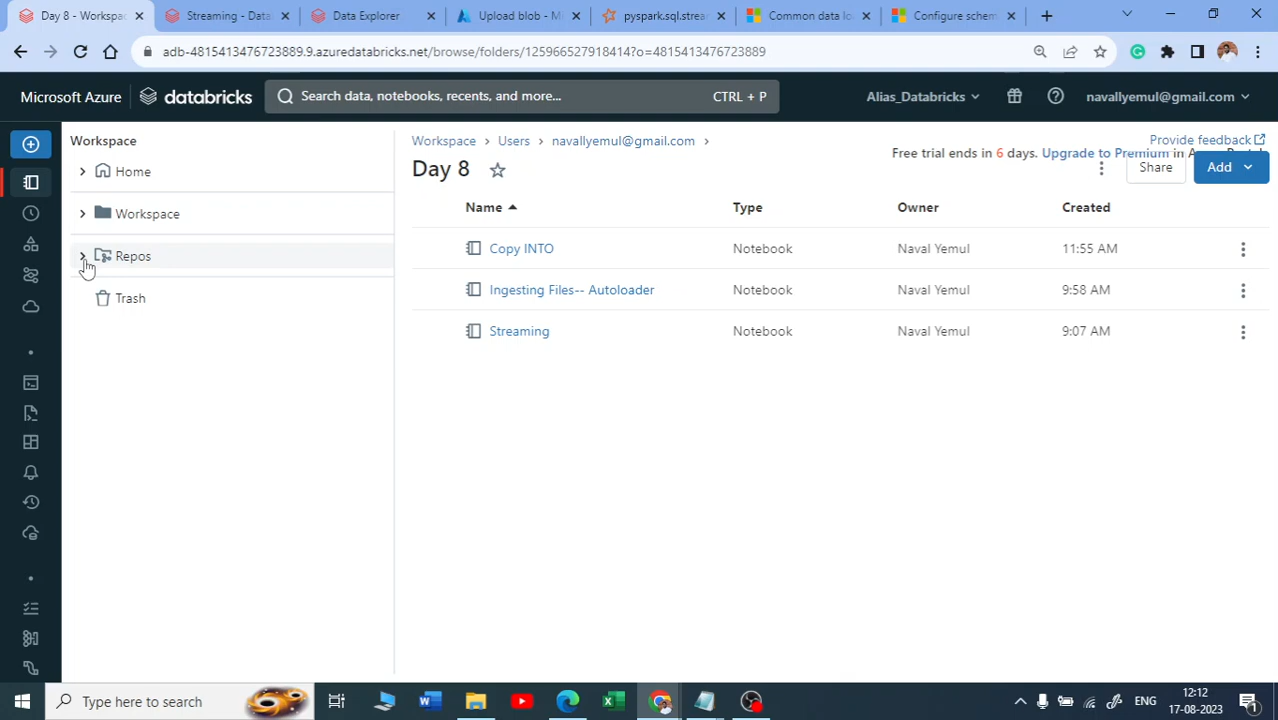 Day 8 - Workspa
Streaming - Data
Data Explorer
Upload blob - M
pyspark.sql.strea
Common data lo
Configure schem
adb-4815413476723889.9.azuredatabricks.net/browse/folders/1259665279184​14?o=4815413476723889
Microsoft Azure
databricks
Search data, notebooks, recents, and more...
CTRL + P
Alias_Databricks
navallyemul@gmail.com
Workspace
Home
Workspace
Repos
Trash
Workspace > Users > navallyemul@gmail.com >
Provide feedback
Free trial ends in 6 days. Upgrade to Premium in
Day 8
Share
Add
Name Type Owner Created
Copy INTO Notebook Naval Yemul 11:55 AM
Ingesting Files-- Autoloader Notebook Naval Yemul 9:58 AM
Streaming Notebook Naval Yemul 9:07 AM
Type here to search
ENG
12:12
17-08-2023